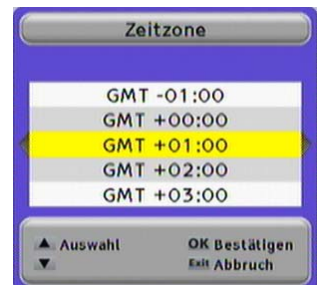 Zeitzone
GMT -01:00
GMT +00:00
GMT +01:00
GMT +02:00
GMT +03:00
▲ Auswahl OK Bestätigen
▼ Exit Abbruch